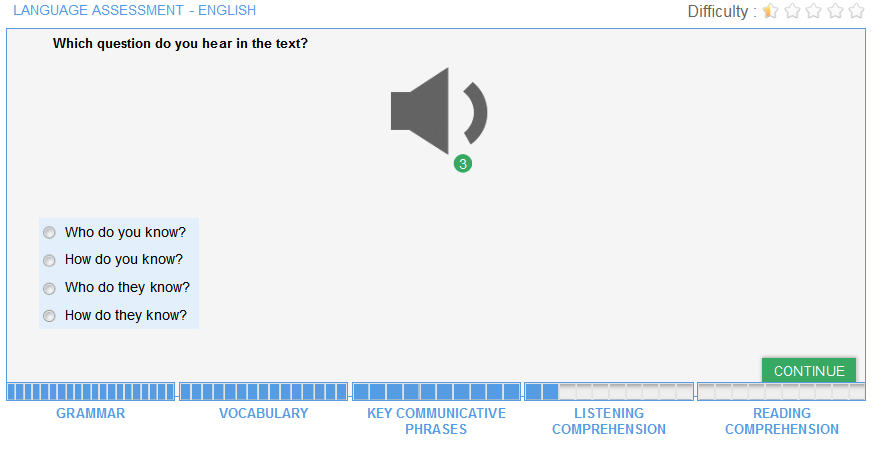 LANGUAGE ASSESSMENT - ENGLISH
Difficulty :
Which question do you hear in the text?
3
Who do you know?
How do you know?
Who do they know?
How do they know?
CONTINUE
GRAMMAR
VOCABULARY
KEY COMMUNICATIVE
PHRASES
LISTENING
COMPREHENSION
READING
COMPREHENSION